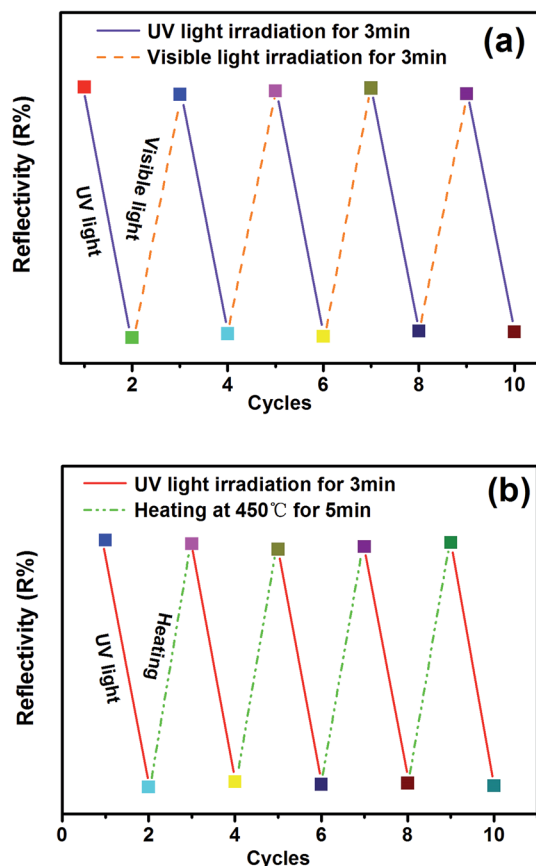 UV light irradiation for 3min
Visible light irradiation for 3min
(a)
Reflectivity (R%)
UV light
Visible light
2 4 6 8 10
Cycles
UV light irradiation for 3min
Heating at 450℃ for 5min
(b)
Reflectivity (R%)
UV light
Heating
0 2 4 6 8 10
Cycles